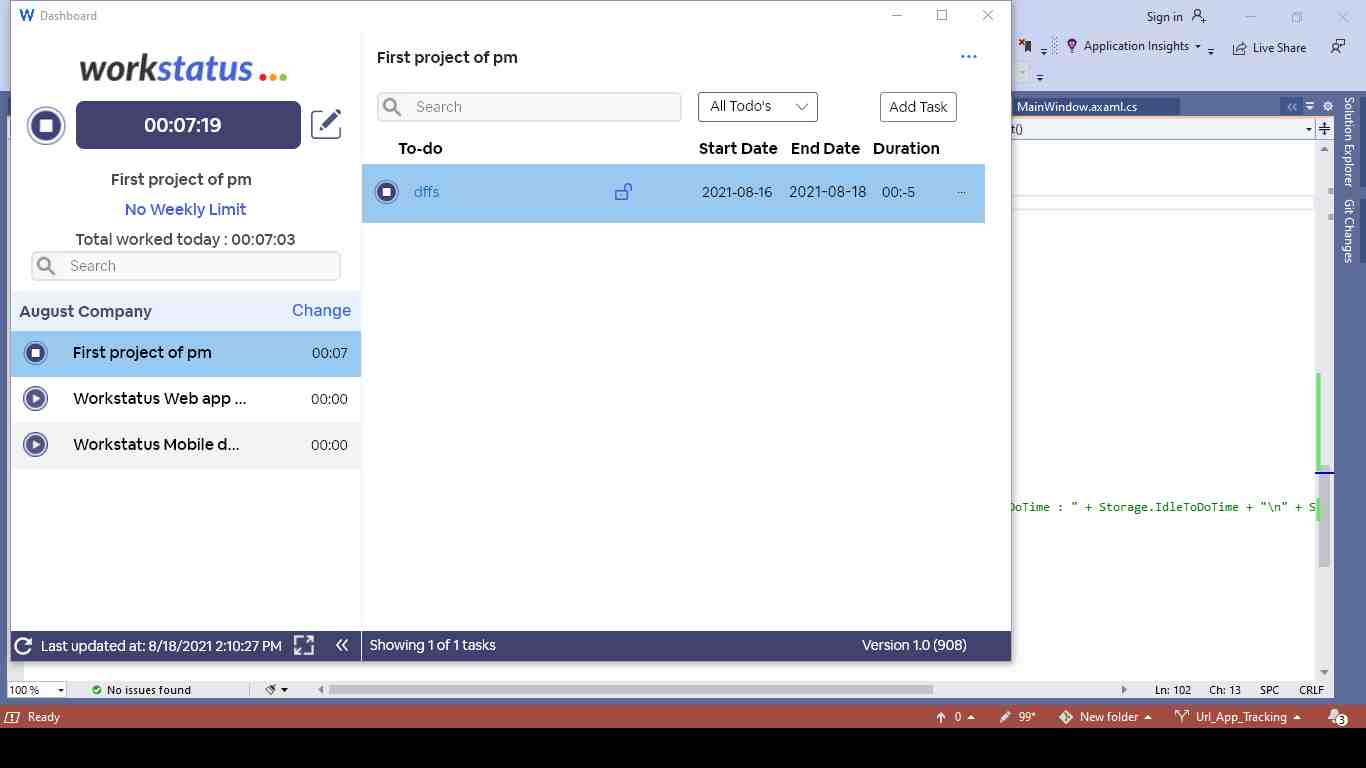 Dashboard
workstatus
00:07:19
First project of pm
No Weekly Limit
Total worked today : 00:07:03
Search
August Company Change
First project of pm 00:07
Workstatus Web app ... 00:00
Workstatus Mobile d... 00:00
Last updated at: 8/18/2021 2:10:27 PM
First project of pm
Search All Todo's Add Task
To-do Start Date End Date Duration
dffs 2021-08-16 2021-08-18 00:-5 ...
Showing 1 of 1 tasks Version 1.0 (908)
Sign in
Application Insights Live Share
MainWindow.axaml.cs
t()
Solution Explorer
Git Changes
DoTime : " + Storage.IdleToDoTime + "\n" + S
100 % No issues found Ln: 102 Ch: 13 SPC CRLF
Ready 0 99* New folder Url_App_Tracking 3